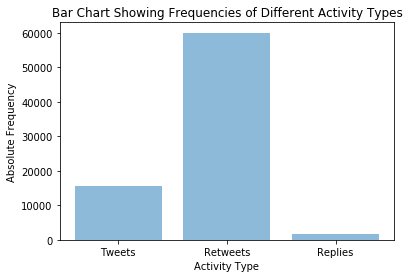 Bar Chart Showing Frequencies of Different Activity Types
60000
50000
40000
30000
20000
10000
0
Absolute Frequency
Tweets Retweets Replies
Activity Type